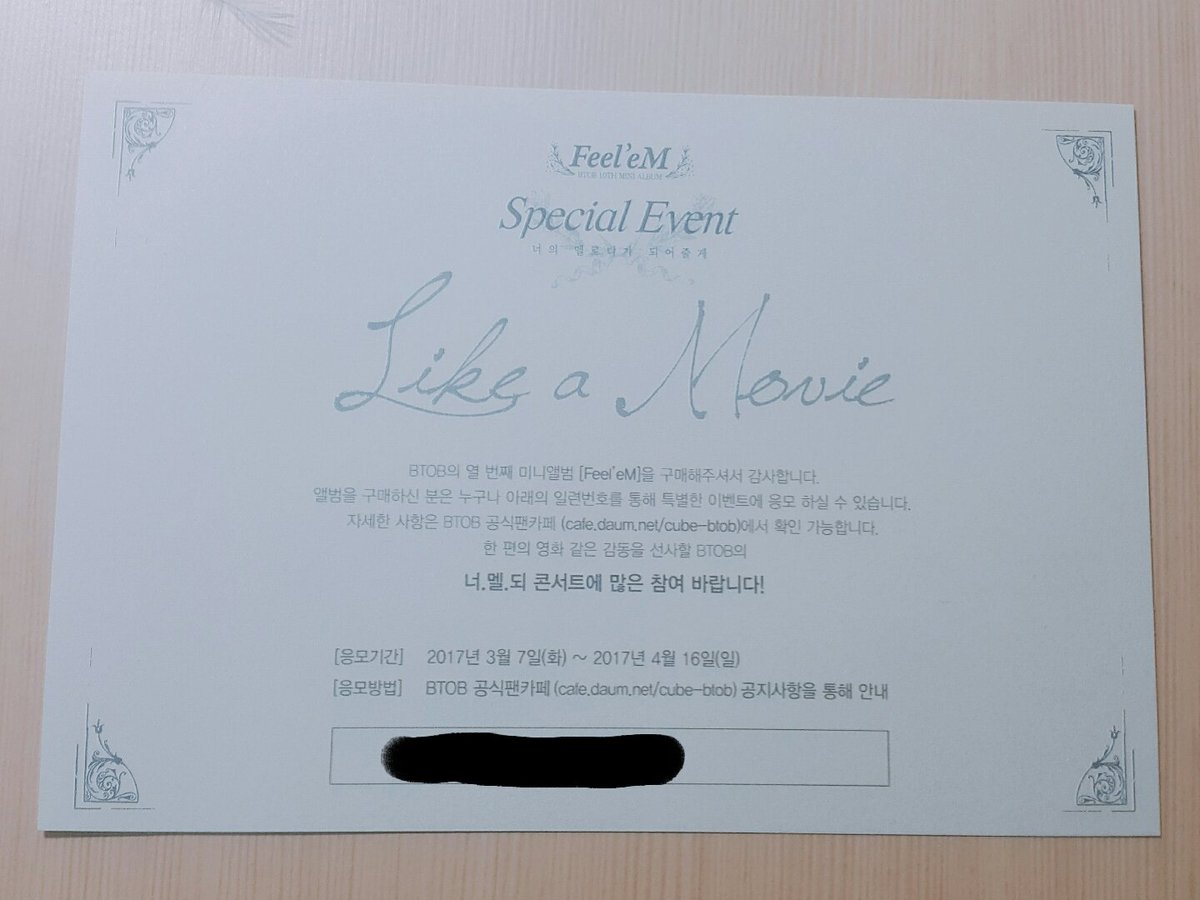 Feel'eM
BTOB 10TH MINI ALBUM
Special Event
너의 멜로디가 되어줄게
Like a Movie
BTOB의 열 번째 미니앨범 [Feel'eM]을 구매해주셔서 감사합니다.
앨범을 구매하신 분은 누구나 아래의 일련번호를 통해 특별한 이벤트에 응모 하실 수 있습니다.
자세한 사항은 BTOB 공식팬카페 (cafe.daum.net/cube-btob)에서 확인 가능합니다.
한 편의 영화 같은 감동을 선사할 BTOB의
너.멜.되 콘서트에 많은 참여 바랍니다!
[응모기간] 2017년 3월 7일(화) ~ 2017년 4월 16일(일)
[응모방법] BTOB 공식팬카페 (cafe.daum.net/cube-btob) 공지사항을 통해 안내